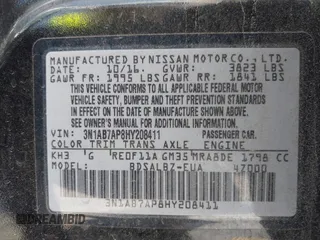 MANUFACTURED BY NISSAN MOTOR CO., LTD.
DATE: 10/16. GVWR: 3823 LBS
GAWR FR: 1995 LBS GAWR RR: 1841 LBS
THIS VEHICLE CONFORMS TO ALL APPLICABLE FEDERAL MOTOR
VEHICLE SAFETY, BUMPER AND THEFT PREVENTION STANDARDS
IN EFFECT ON THE DATE OF MANUFACTURE SHOWN ABOVE.
SEE OWNER'S MANUAL FOR ADDITIONAL INFORMATION.
VIN: 3N1AB7AP8HY208411 PASSENGER CAR.
COLOR TRIM TRANS AXLE ENGINE
KH3 G RE0F11A GM35 MRA8DE 1798 CC
MODEL: BDSALBZ-EUA 47000
3N1AB7AP8HY208411
DREAMBID